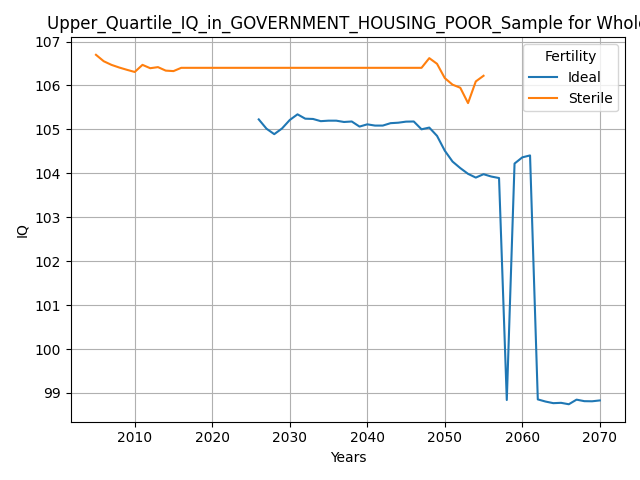 Upper_Quartile_IQ_in_GOVERNMENT_HOUSING_POOR_Sample for Whole
107
106
105
104
103
102
101
100
99
IQ
Fertility
Ideal
Sterile
2010 2020 2030 2040 2050 2060 2070
Years